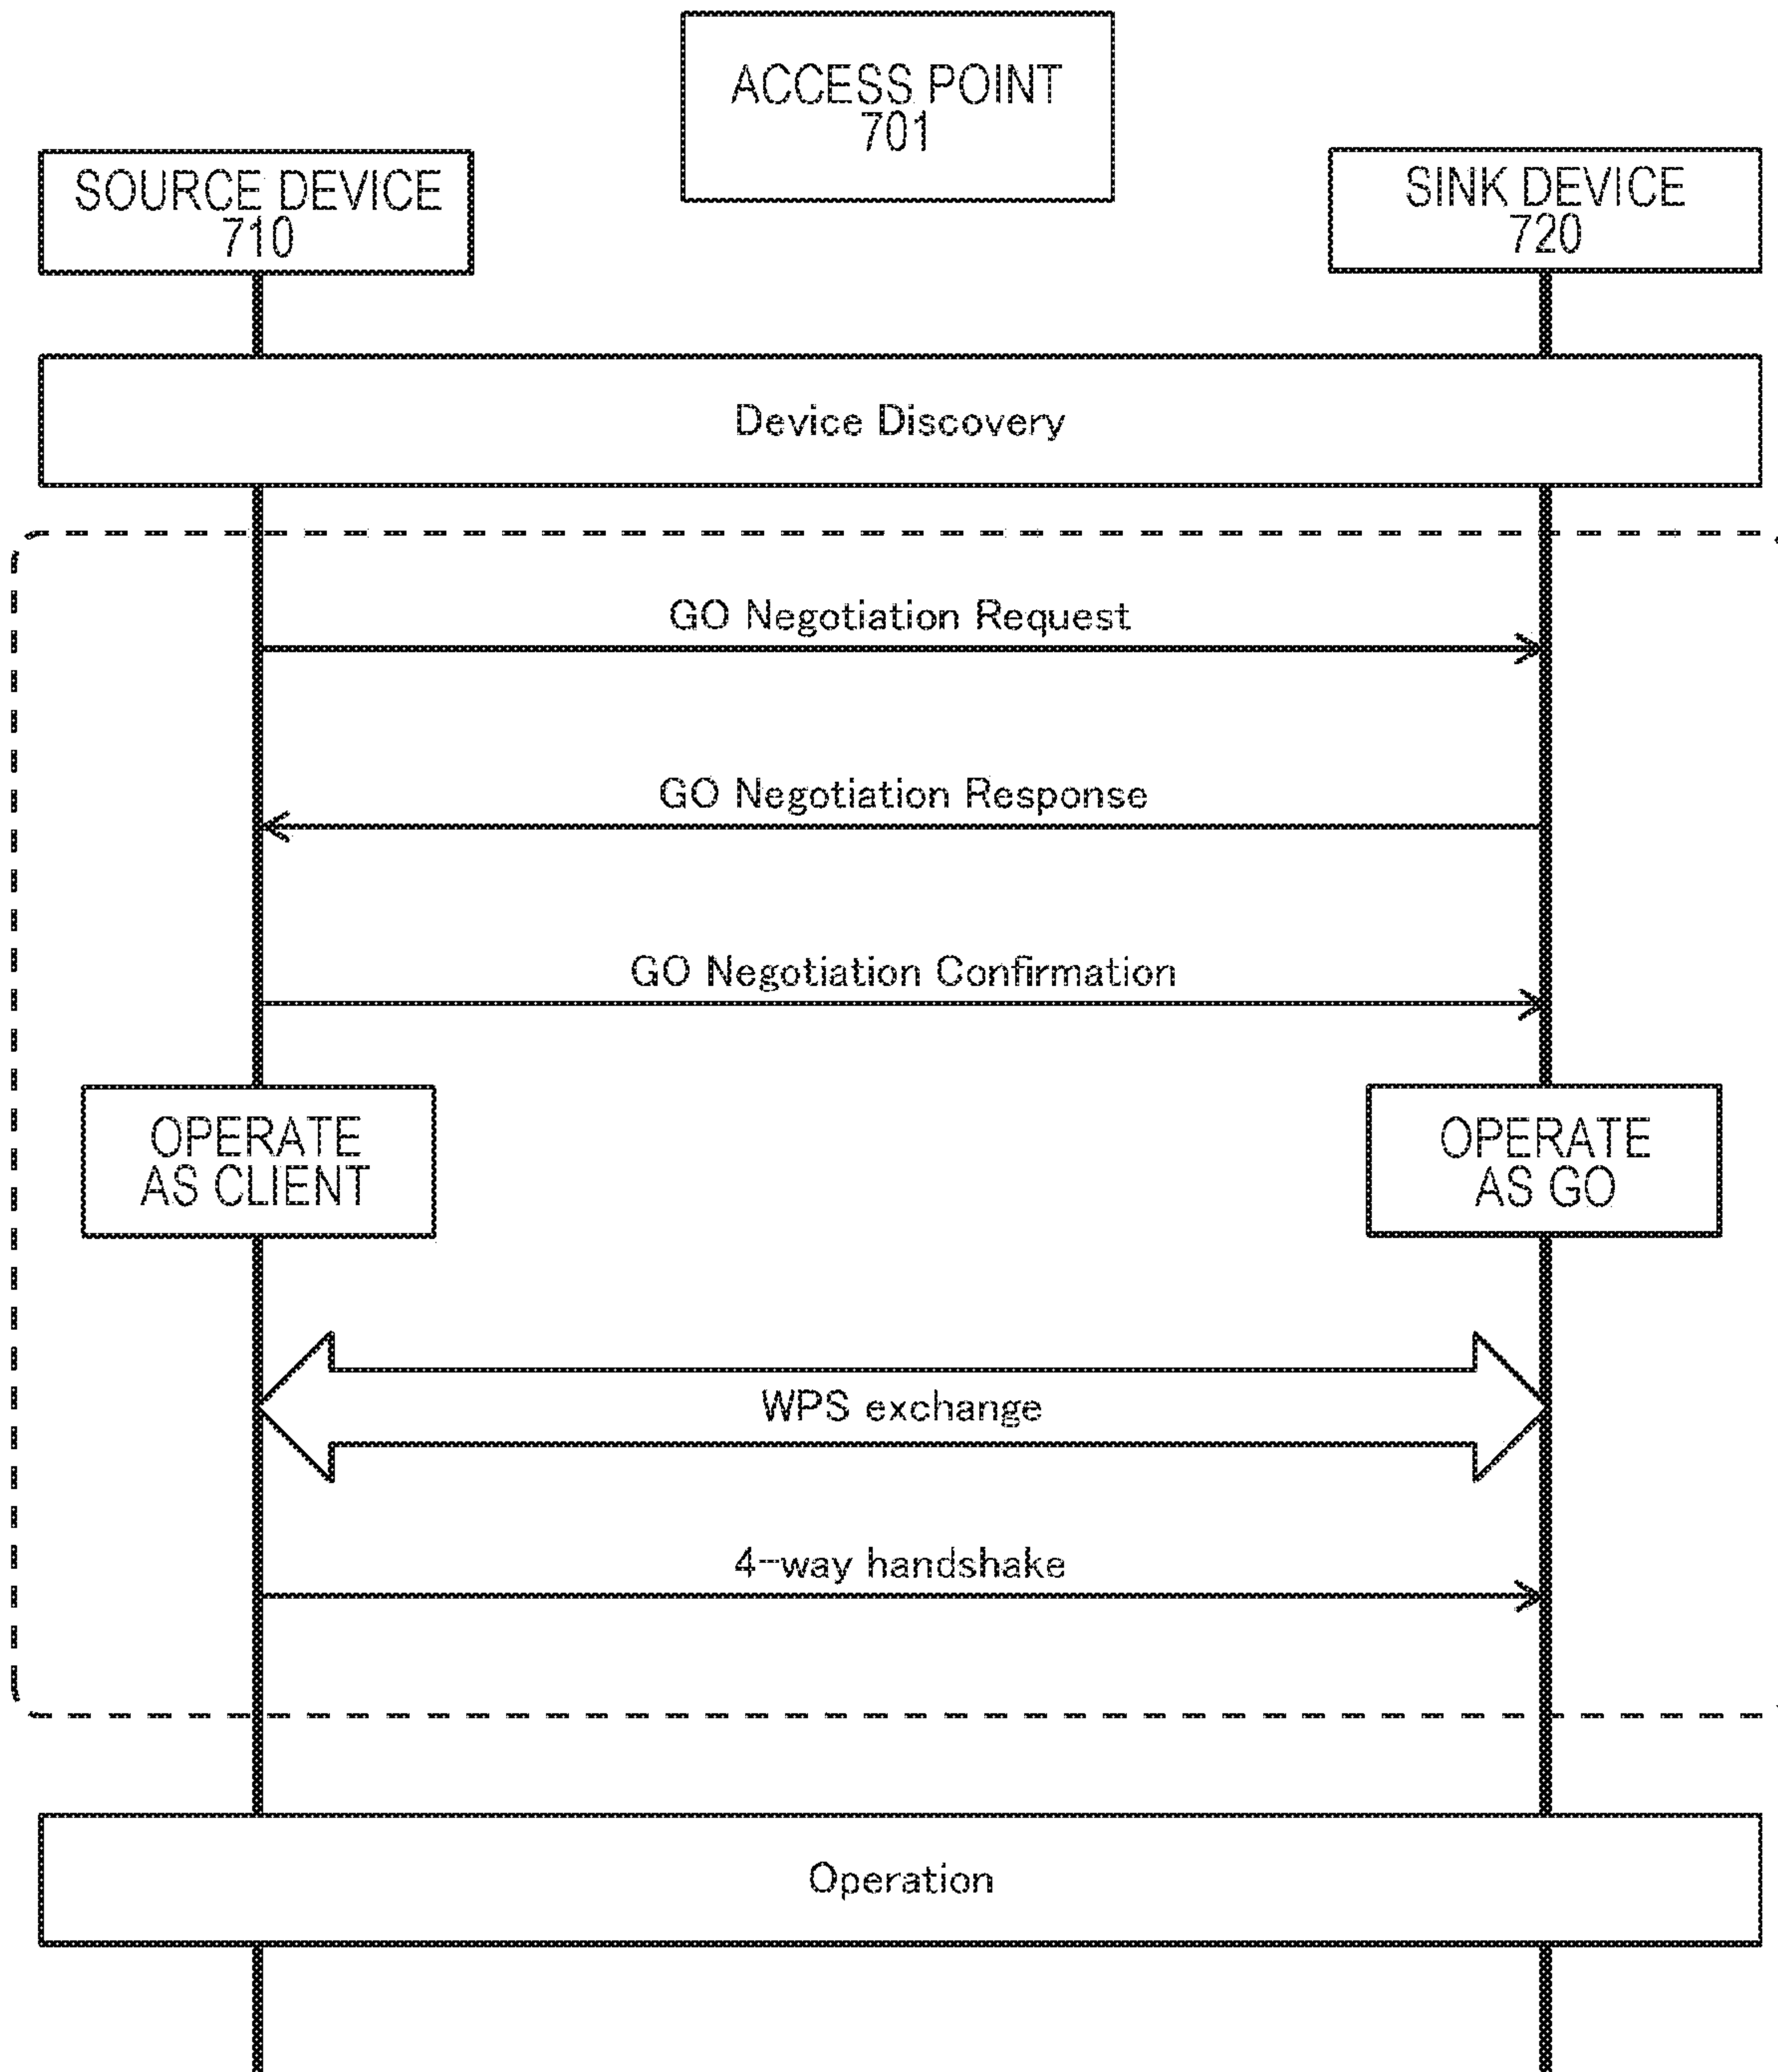 ACCESS POINT
701
SOURCE DEVICE
710
SINK DEVICE
720
Device Discovery
GO Negotiation Request
GO Negotiation Response
GO Negotiation Confirmation
OPERATE
AS CLIENT
OPERATE
AS GO
WPS exchange
4-way handshake
Operation